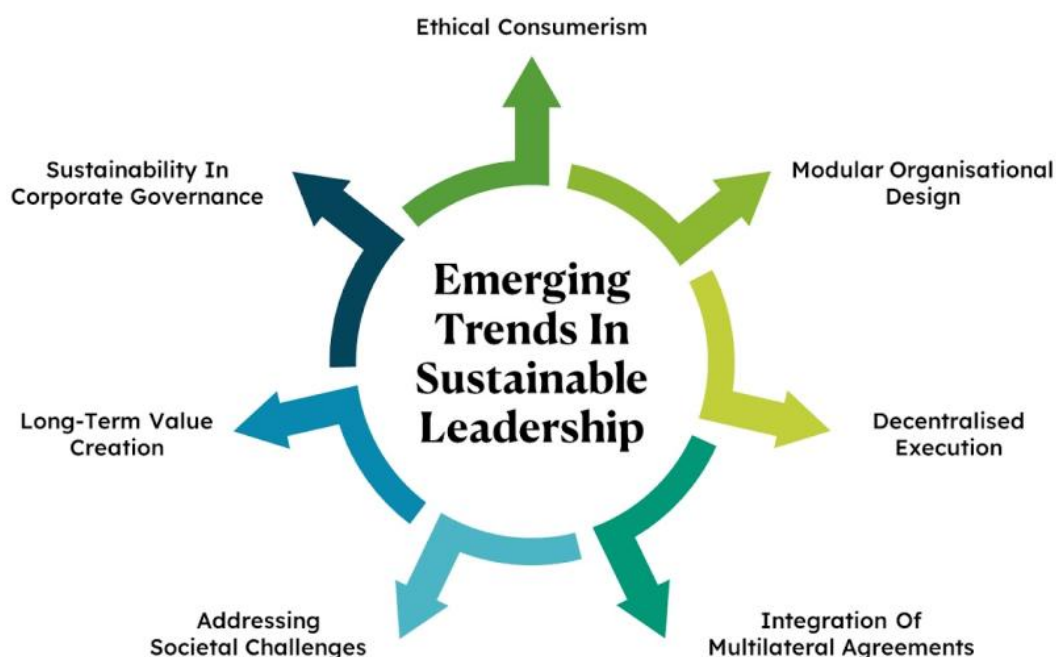 Ethical Consumerism
Sustainability In
Corporate Governance
Modular Organisational
Design
Emerging
Trends In
Sustainable
Leadership
Long-Term Value
Creation
Decentralised
Execution
Addressing
Societal Challenges
Integration Of
Multilateral Agreements